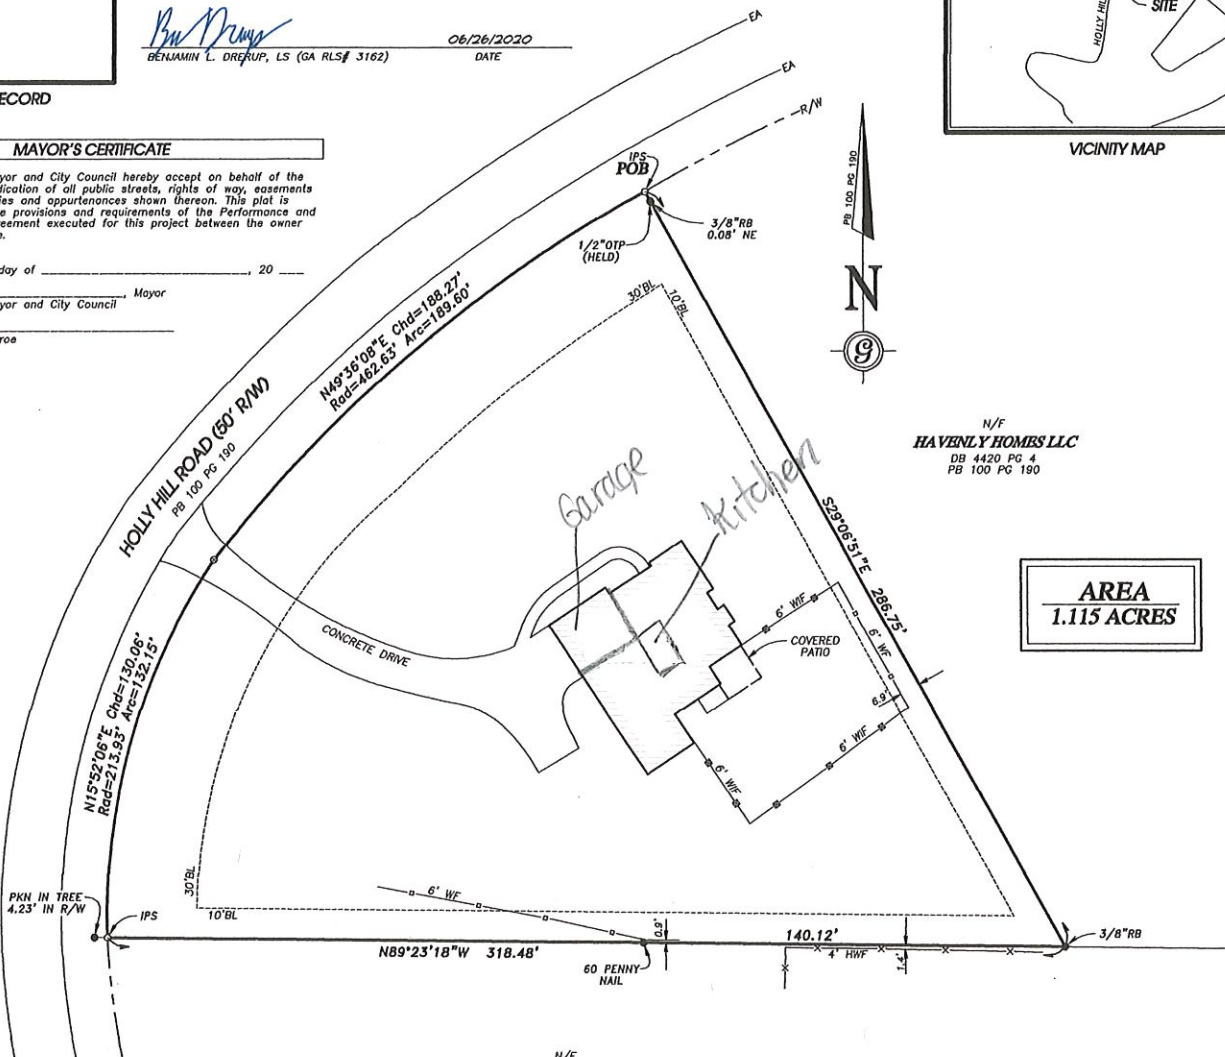 06/26/2020
BENJAMIN L. DRERUP, LS (GA RLS# 3162)
DATE
EA
EA
R/W
HOLLY HIL
SITE
VICINITY MAP
ECORD
MAYOR'S CERTIFICATE
yor and City Council hereby accept on behalf of the
dication of all public streets, rights of way, easements
ies and appurtenances shown thereon. This plat is
e provisions and requirements of the Performance and
reement executed for this project between the owner
e.
day of , 20
, Mayor
yor and City Council
roe
IPS
POB
3/8"RB
0.08' NE
1/2"OTP
(HELD)
PB 100 PG 190
N
G
30'BL
10'BL
N49°36'08"E Chd=188.27'
Rad=462.63' Arc=189.60'
HOLLY HILL ROAD (50' R/W)
PB 100 PG 190
N/F
HAVENLY HOMES LLC
DB 4420 PG 4
PB 100 PG 190
Garage
Kitchen
S29°06'51"E 286.75'
AREA
1.115 ACRES
CONCRETE DRIVE
6' WIF
6' WF
COVERED
PATIO
6.9'
6' WIF
6' WIF
N15°52'06"E Chd=130.06'
Rad=213.93' Arc=132.15'
30'BL
10'BL
PKN IN TREE
4.23' IN R/W
IPS
6' WF
0.9'
140.12'
3/8"RB
N89°23'18"W 318.48'
4' HWF
1.4'
60 PENNY
NAIL
N/F